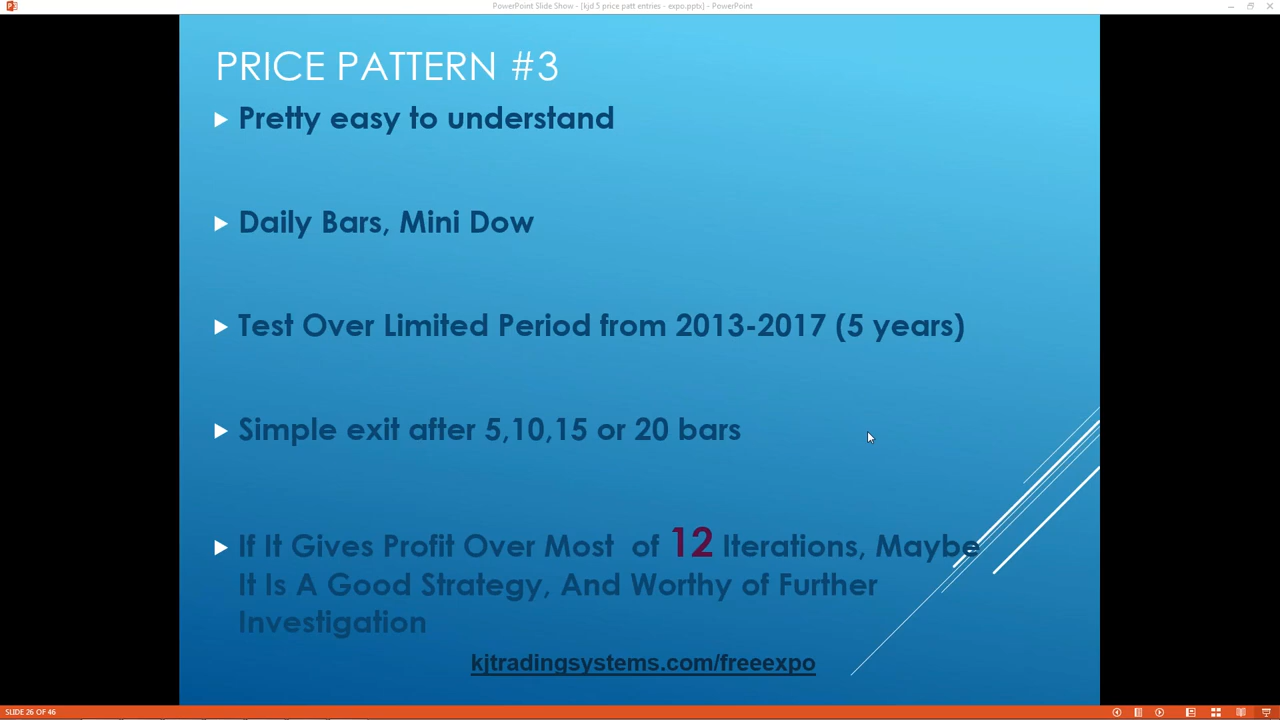 PowerPoint Slide Show - [kjd 5 price patt entries - expo.pptx] - PowerPoint
PRICE PATTERN #3
Pretty easy to understand
Daily Bars, Mini Dow
Test Over Limited Period from 2013-2017 (5 years)
Simple exit after 5,10,15 or 20 bars
If It Gives Profit Over Most of 12 Iterations, Maybe
It Is A Good Strategy, And Worthy of Further
Investigation
kjtradingsystems.com/freeexpo
SLIDE 26 OF 46